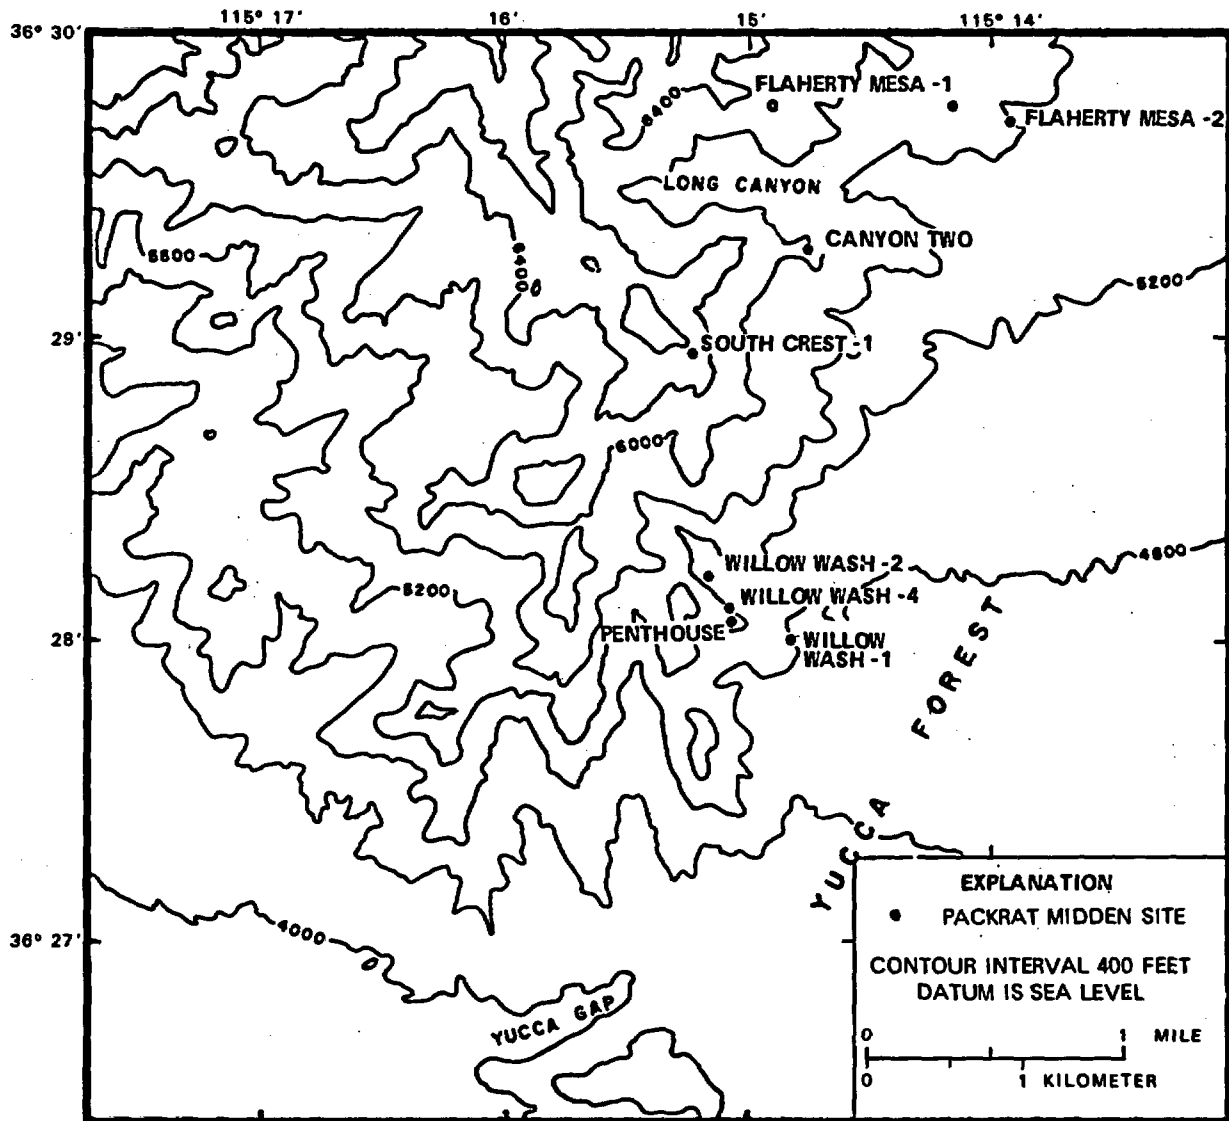 115° 17' 16' 15' 115° 14'
36° 30'
6400
FLAHERTY MESA -1
FLAHERTY MESA -2
LONG CANYON
CANYON TWO
5600
6400
5200
29'
SOUTH CREST -1
6000
WILLOW WASH -2
4800
5200
WILLOW WASH -4
PENTHOUSE
28'
WILLOW
WASH -1
YUCCA FOREST
EXPLANATION
PACKRAT MIDDEN SITE
CONTOUR INTERVAL 400 FEET
DATUM IS SEA LEVEL
0 1 MILE
0 1 KILOMETER
4000
36° 27'
YUCCA GAP